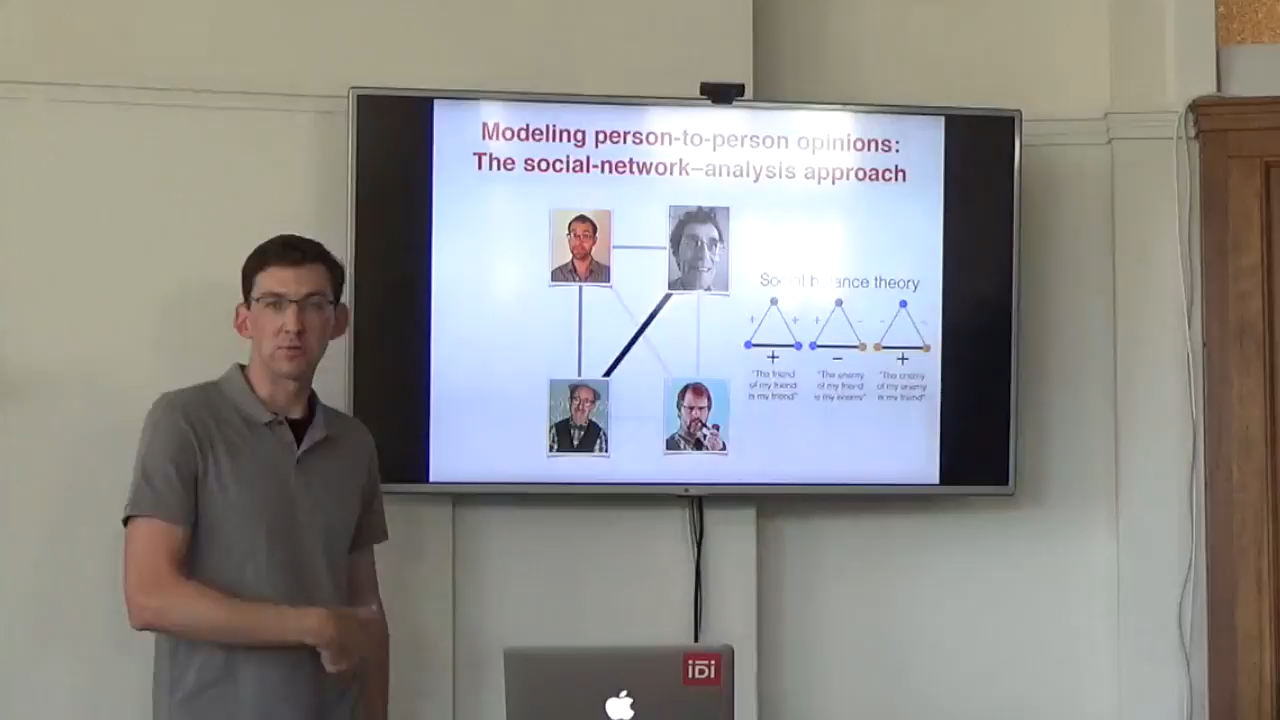 Modeling person-to-person opinions:
The social-network–analysis approach
Social balance theory
+ + + - - -
+ - +
"The friend
of my friend
is my friend"
"The enemy
of my friend
is my enemy"
"The enemy
of my enemy
is my friend"
iDi